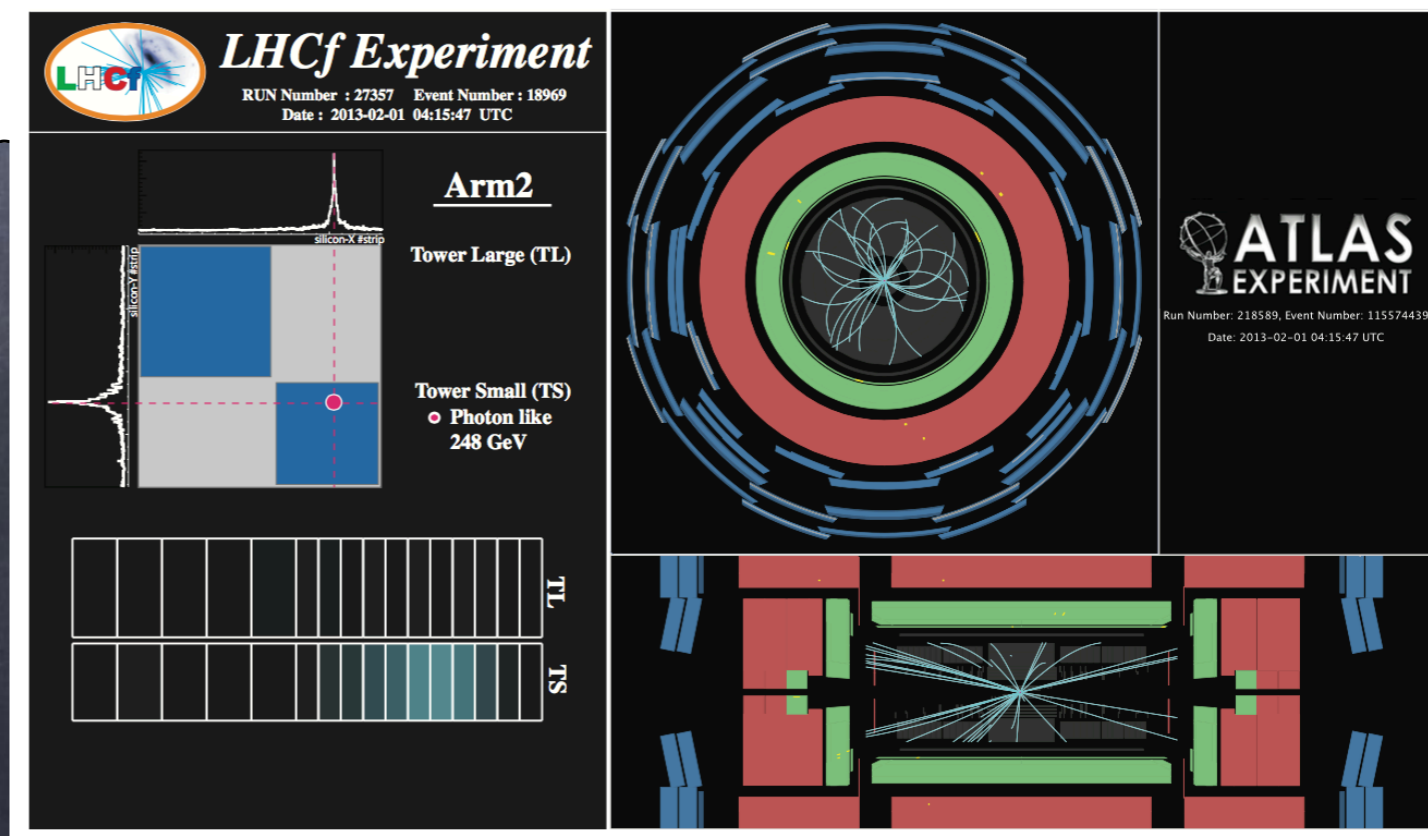 LHCf
LHCf Experiment
RUN Number : 27357 Event Number : 18969
Date : 2013-02-01 04:15:47 UTC
Arm2
silicon-X #strip
silicon-Y #strip
Tower Large (TL)
Tower Small (TS)
Photon like
248 GeV
TL
TS
ATLAS
EXPERIMENT
Run Number: 218589, Event Number: 115574439
Date: 2013-02-01 04:15:47 UTC